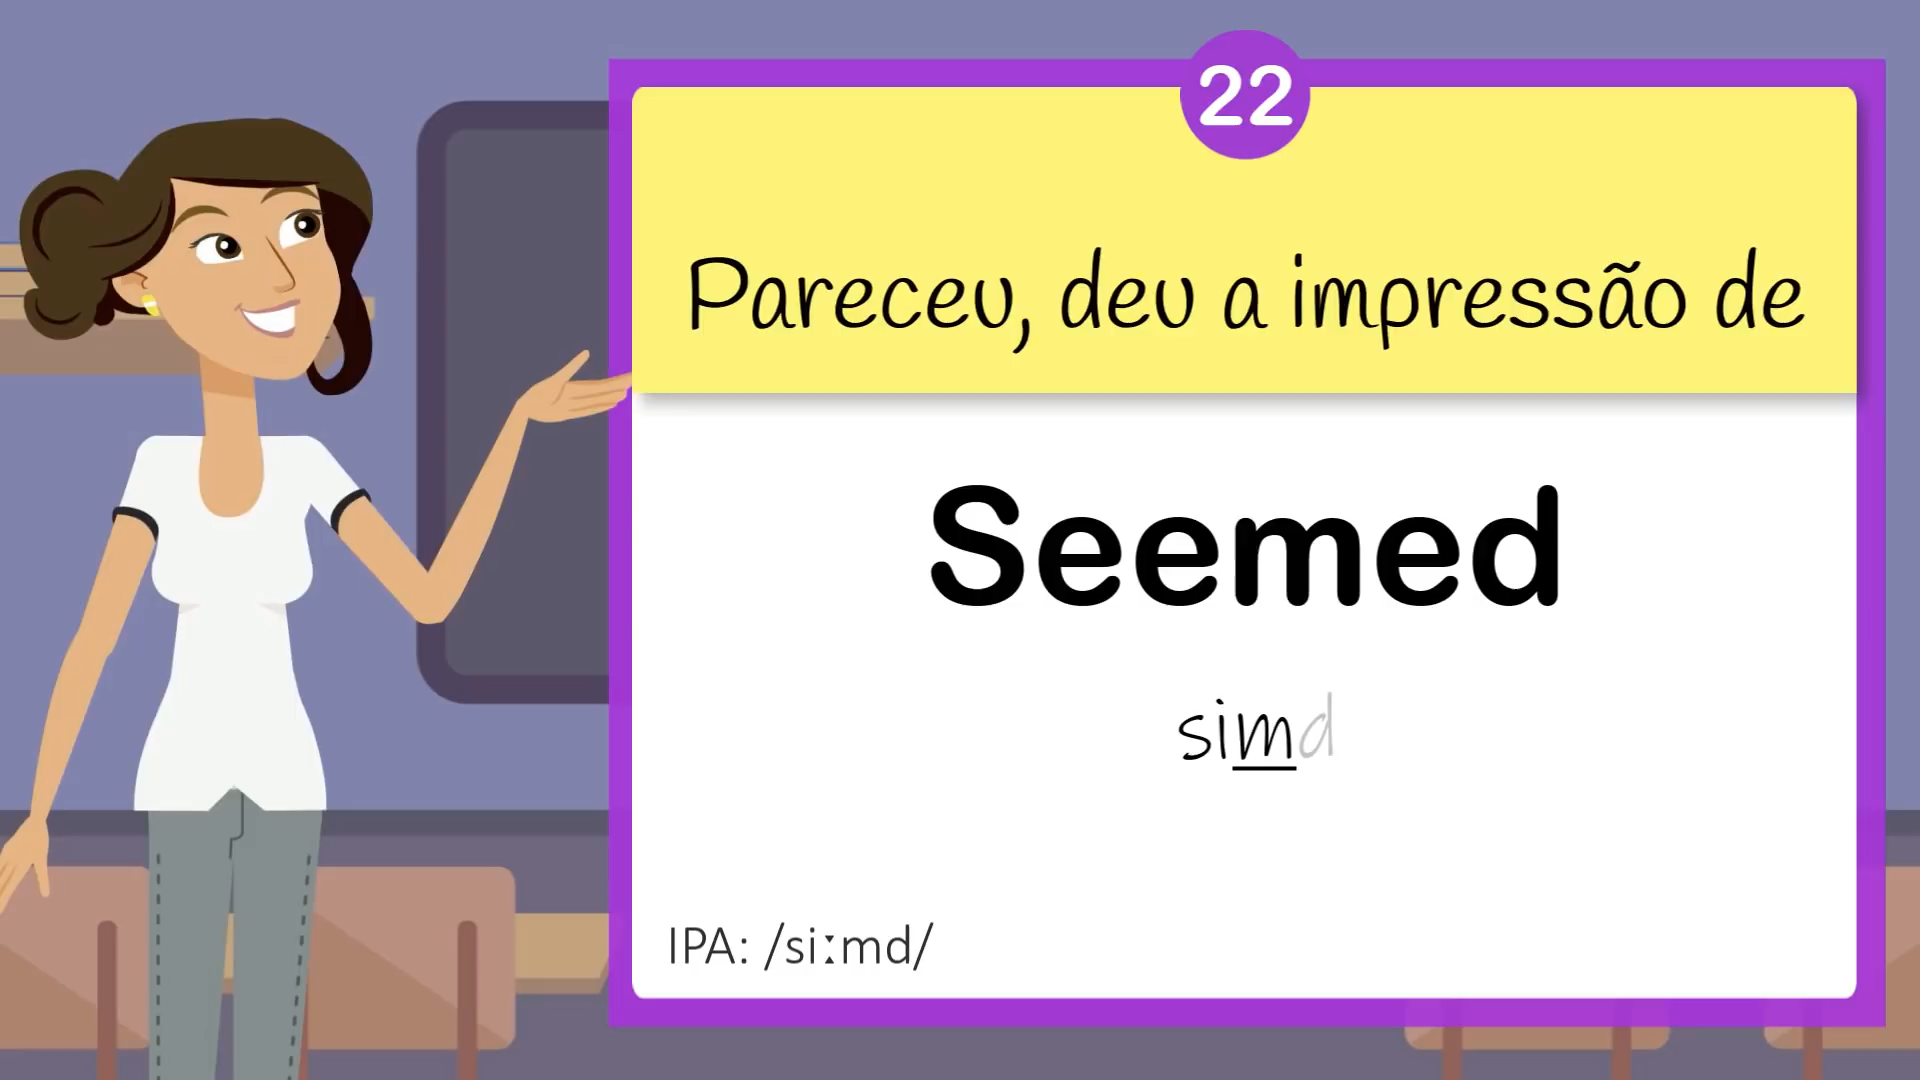 22
Pareceu, deu a impressão de
Seemed
simd
IPA: /siːmd/